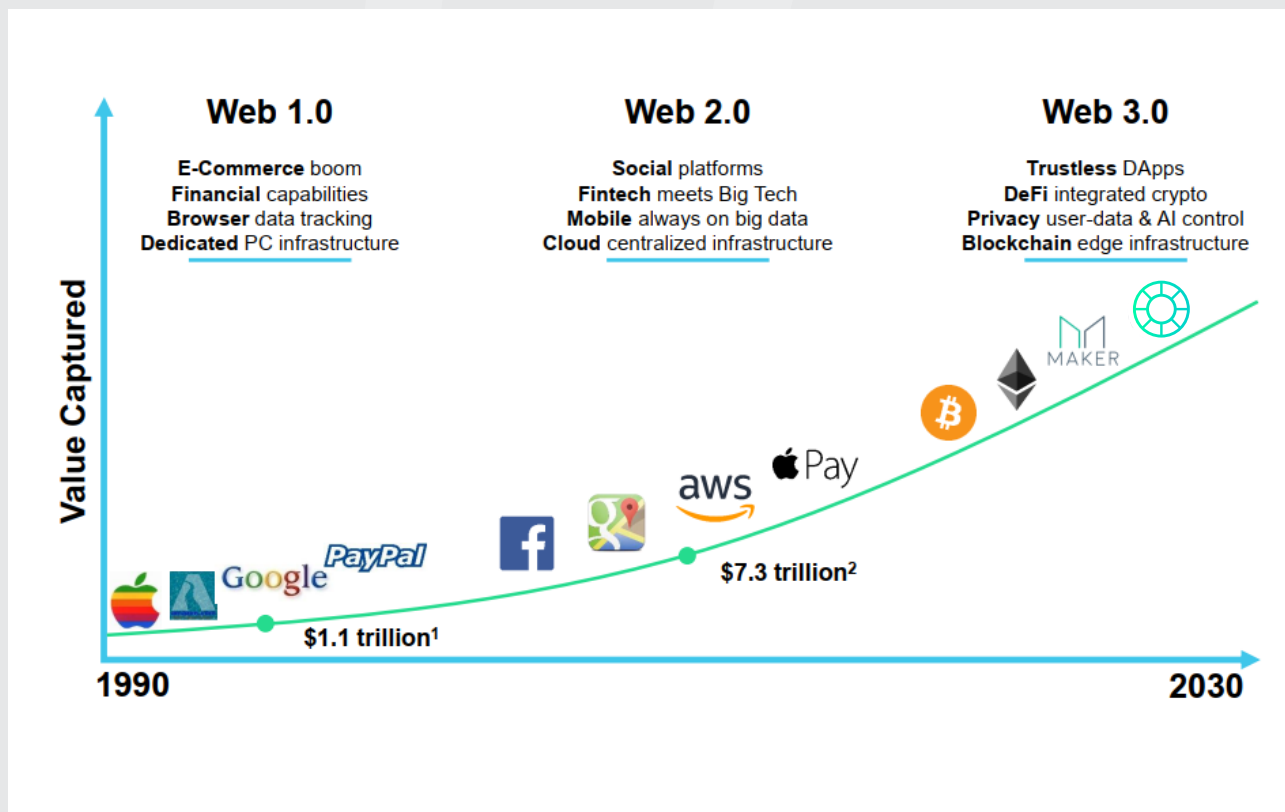 Web 1.0
E-Commerce boom
Financial capabilities
Browser data tracking
Dedicated PC infrastructure
Web 2.0
Social platforms
Fintech meets Big Tech
Mobile always on big data
Cloud centralized infrastructure
Web 3.0
Trustless DApps
DeFi integrated crypto
Privacy user-data & AI control
Blockchain edge infrastructure
Value Captured
Google
PayPal
$1.1 trillion¹
f
g
aws
Pay
$7.3 trillion²
₿
MAKER
1990
2030